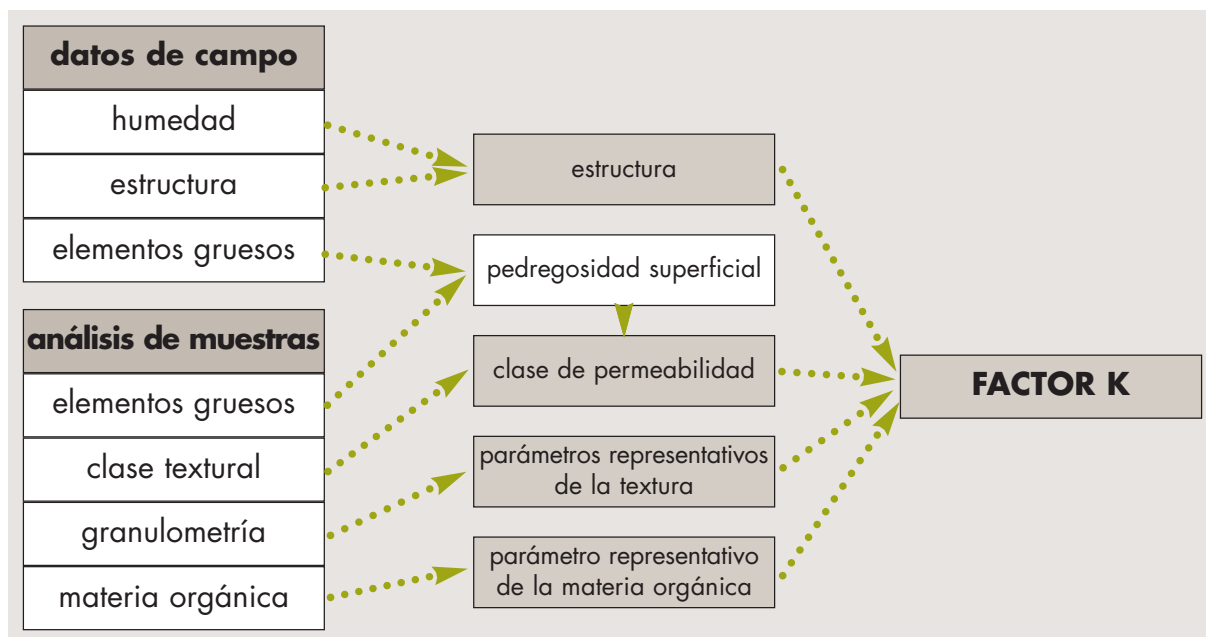 datos de campo
humedad
estructura
elementos gruesos
análisis de muestras
elementos gruesos
clase textural
granulometría
materia orgánica
estructura
pedregosidad superficial
clase de permeabilidad
parámetros representativos
de la textura
parámetro representativo
de la materia orgánica
FACTOR K